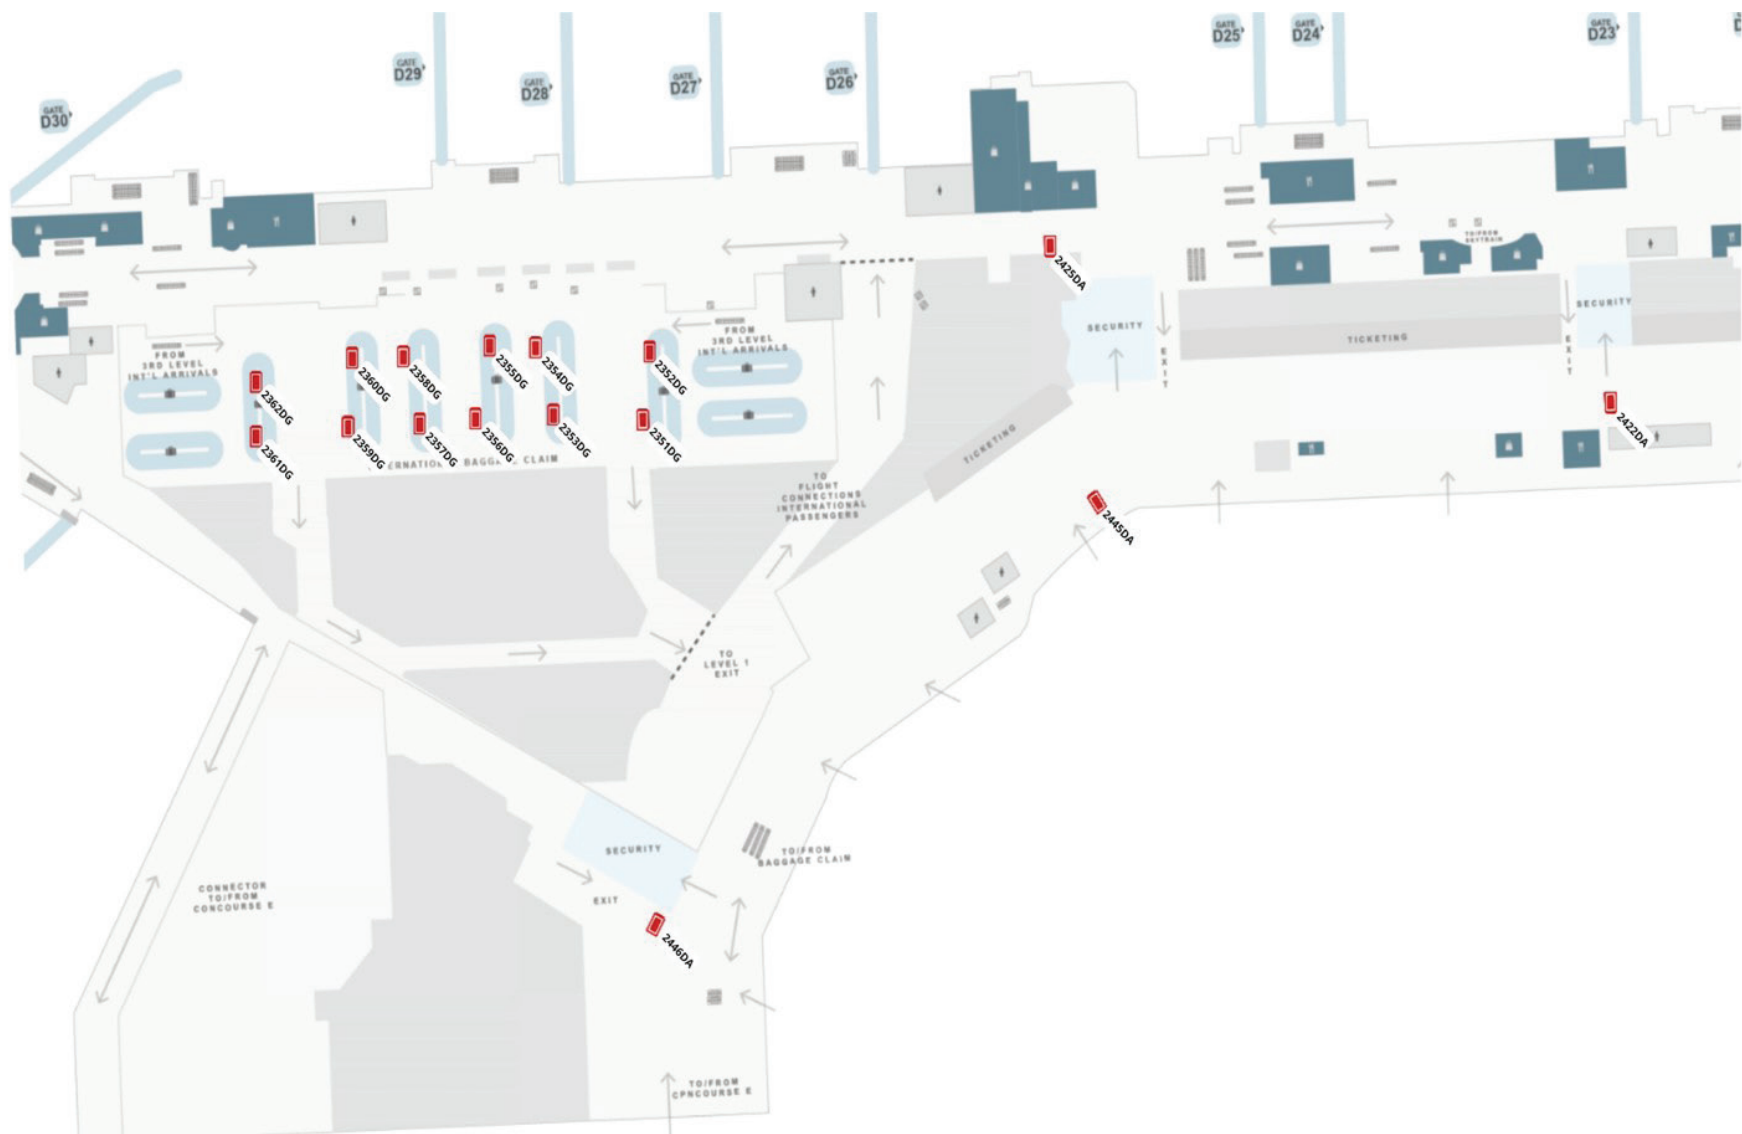 GATE
D30
GATE
D29
GATE
D28
GATE
D27
GATE
D26
GATE
D25
GATE
D24
GATE
D23
TO/FROM
SKYTRAIN
2425DA
SECURITY
EXIT
TICKETING
EXIT
SECURITY
2422DA
FROM
3RD LEVEL
INT'L ARRIVALS
FROM
3RD LEVEL
INT'L ARRIVALS
2362DG
2360DG
2358DG
2355DG
2354DG
2352DG
2361DG
2359DG
2357DG
2356DG
2353DG
2351DG
ERNATION BAGG E CLAIM
TICKETING
TO
FLIGHT
CONNECTIONS
INTERNATIONAL
PASSENGERS
2445DA
TO
LEVEL 1
EXIT
SECURITY
TO/FROM
BAGGAGE CLAIM
EXIT
CONNECTOR
TO/FROM
CONCOURSE E
2446DA
TO/FROM
CPNCOURSE E